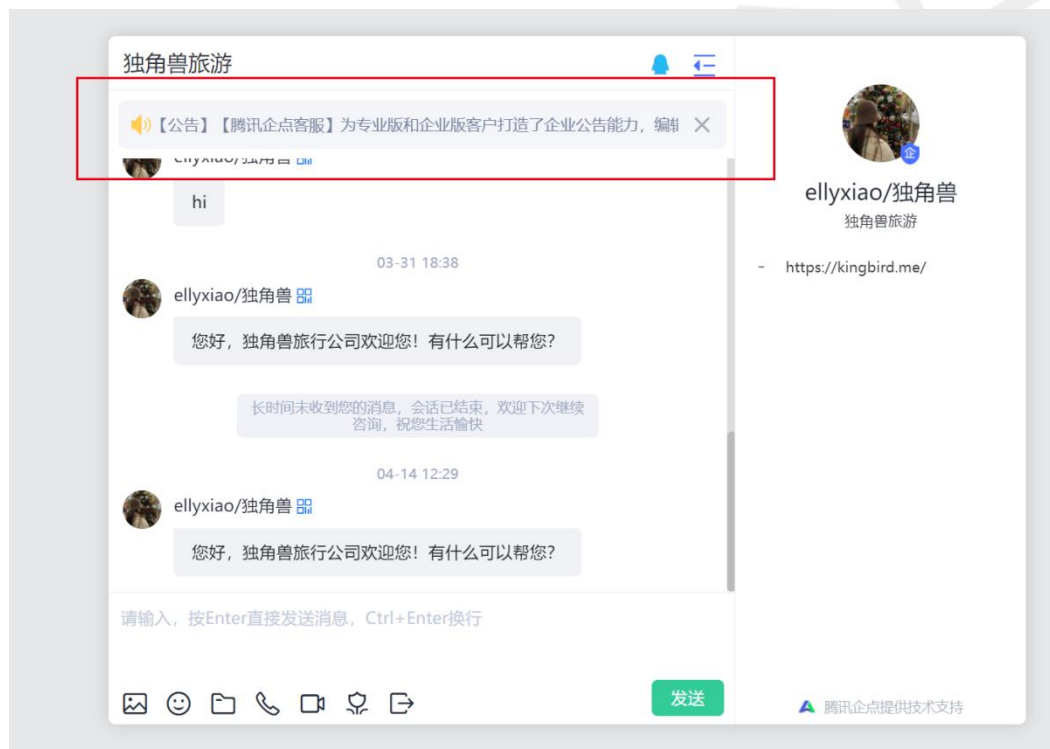 独角兽旅游
【公告】【腾讯企点客服】为专业版和企业版客户打造了企业公告能力，编辑
ellyxiao/独角兽
hi
03-31 18:38
ellyxiao/独角兽
您好，独角兽旅行公司欢迎您！有什么可以帮您？
长时间未收到您的消息，会话已结束，欢迎下次继续
咨询，祝您生活愉快
04-14 12:29
ellyxiao/独角兽
您好，独角兽旅行公司欢迎您！有什么可以帮您？
请输入，按Enter直接发送消息，Ctrl+Enter换行
发送
企
ellyxiao/独角兽
独角兽旅游
- https://kingbird.me/
腾讯企点提供技术支持